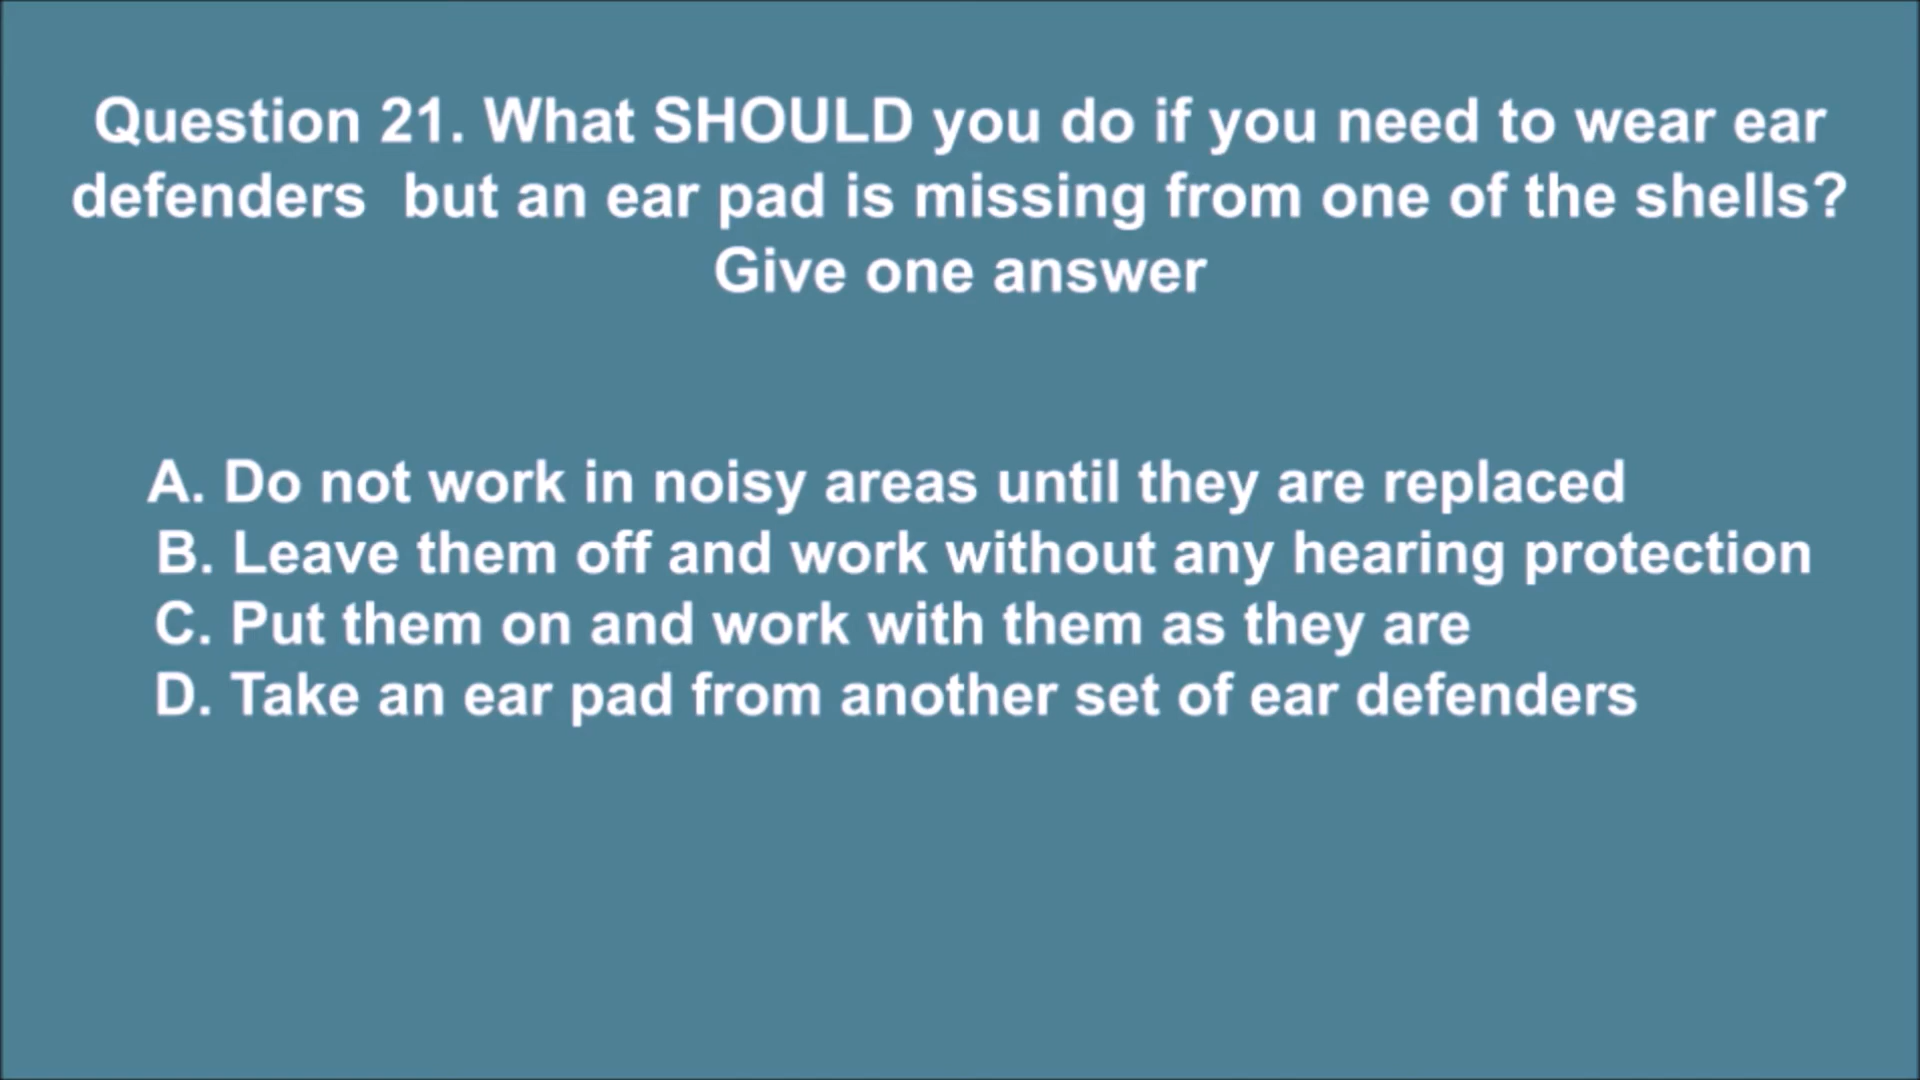 Question 21. What SHOULD you do if you need to wear ear
defenders  but an ear pad is missing from one of the shells?
Give one answer
A. Do not work in noisy areas until they are replaced
B. Leave them off and work without any hearing protection
C. Put them on and work with them as they are
D. Take an ear pad from another set of ear defenders